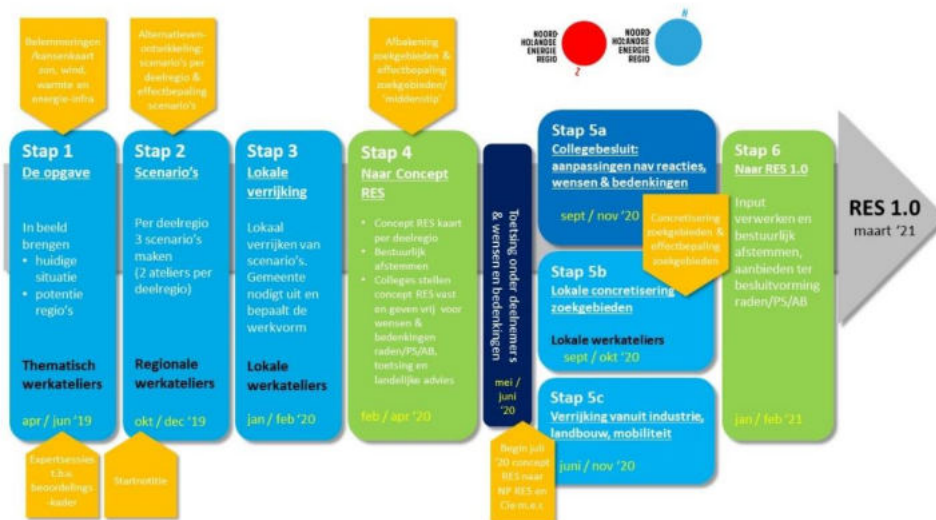 Belemmeringen
/kansenkaart
zon, wind,
warmte en
energie-infra
Alternatieven-
ontwikkeling:
scenario's per
deelregio &
effectbepaling
scenario's
Afbakening
zoekgebieden &
effectbepaling
zoekgebieden/
'middenstip'
NOORD
HOLLANDSE
ENERGIE
REGIO
Z
NOORD
HOLLANDSE
ENERGIE
REGIO
N
Stap 1
De opgave
In beeld
brengen
• huidige
situatie
• potentie
regio's
Thematisch
werkateliers
apr / jun '19
Stap 2
Scenario's
Per deelregio
3 scenario's
maken
(2 ateliers per
deelregio)
Regionale
werkateliers
okt / dec '19
Stap 3
Lokale
verrijking
Lokaal
verrijken van
scenario's.
Gemeente
nodigt uit en
bepaalt de
werkvorm
Lokale
werkateliers
jan / feb '20
Stap 4
Naar Concept
RES
• Concept RES kaart
per deelregio
• Bestuurlijk
afstemmen
• Colleges stellen
concept RES vast
en geven vrij voor
wensen &
bedenkingen
raden/PS/AB,
toetsing en
landelijke advies
feb / apr '20
Toetsing onder deelnemers
& wensen en bedenkingen
mei /
juni
'20
Stap 5a
Collegebesluit:
aanpassingen nav reacties,
wensen & bedenkingen
sept / nov '20
Concretisering
zoekgebieden &
effectbepaling
zoekgebieden
Stap 5b
Lokale concretisering
zoekgebieden
Lokale werkateliers
sept / okt '20
Stap 5c
Verrijking vanuit industrie,
landbouw, mobiliteit
juni / nov '20
Stap 6
Naar RES 1.0
Input
verwerken en
bestuurlijk
afstemmen,
aanbieden ter
besluitvorming
raden/PS/AB
jan / feb '21
RES 1.0
maart '21
Expertsessies
t.b.v.
beoordelings
-kader
Startnotitie
Begin juli
'20 concept
RES naar
NP RES en
Cie m.e.r